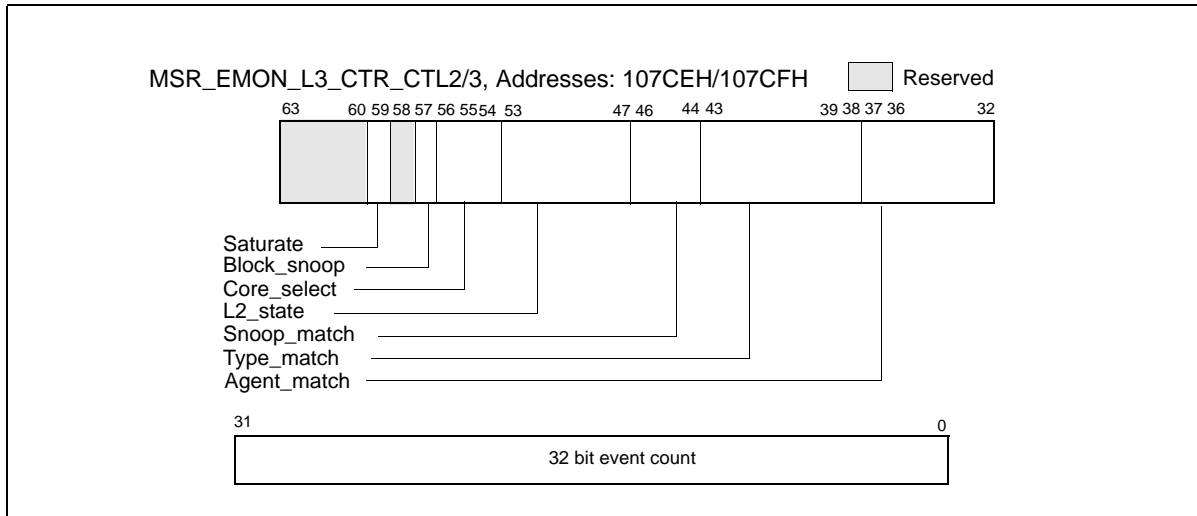 MSR_EMON_L3_CTR_CTL2/3, Addresses: 107CEH/107CFH Reserved
63 60 59 58 57 56 55 54 53 47 46 44 43 39 38 37 36 32
Saturate
Block_snoop
Core_select
L2_state
Snoop_match
Type_match
Agent_match
31 0
32 bit event count